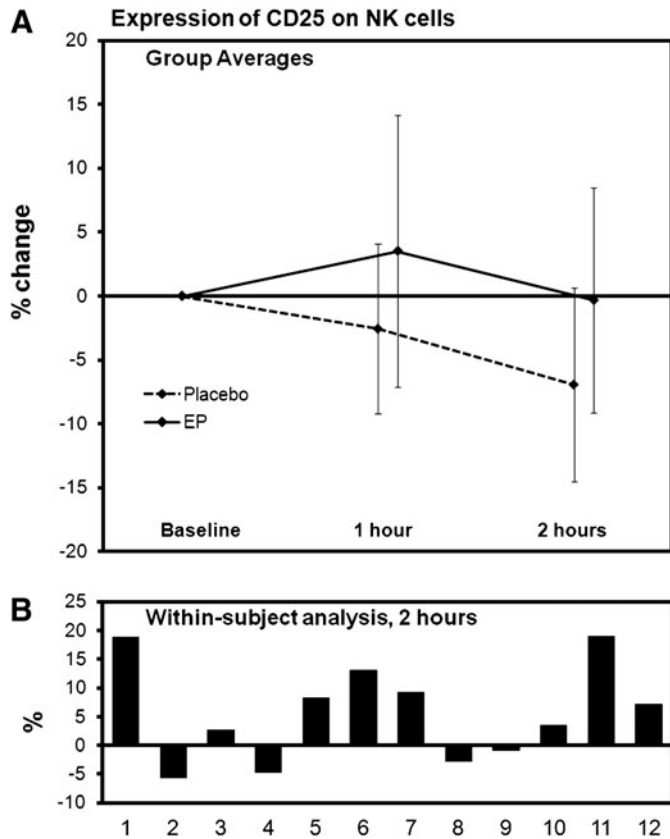 A
Expression of CD25 on NK cells
Group Averages
20
15
10
5
0
-5
-10
-15
-20
% change
Placebo
EP
Baseline 1 hour 2 hours
B
Within-subject analysis, 2 hours
25
20
15
10
5
0
-5
-10
%
1 2 3 4 5 6 7 8 9 10 11 12